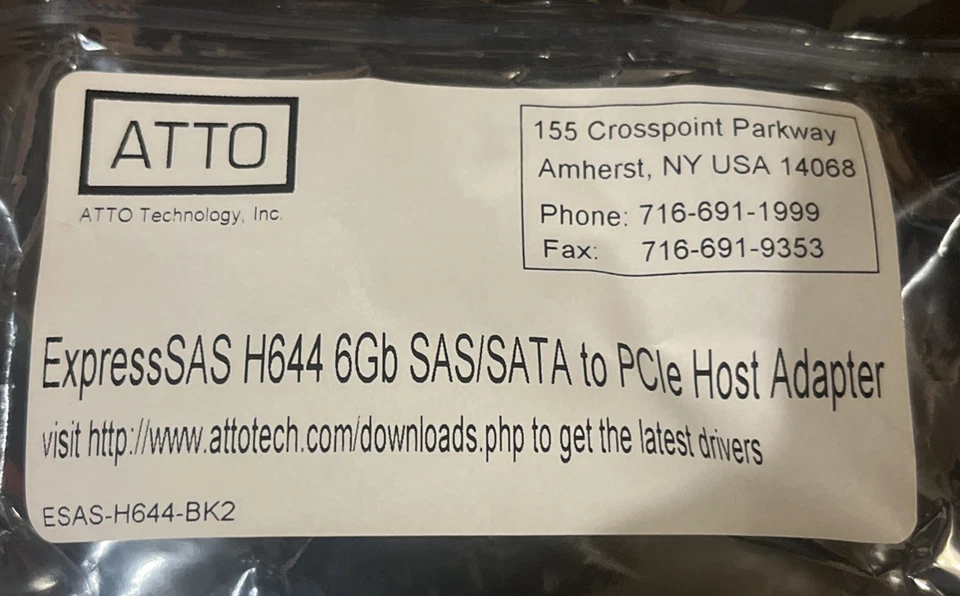 ATTO
ATTO Technology, Inc.
155 Crosspoint Parkway
Amherst, NY USA 14068
Phone: 716-691-1999
Fax: 716-691-9353
ExpressSAS H644 6Gb SAS/SATA to PCIe Host Adapter
visit http://www.attotech.com/downloads.php to get the latest drivers
ESAS-H644-BK2